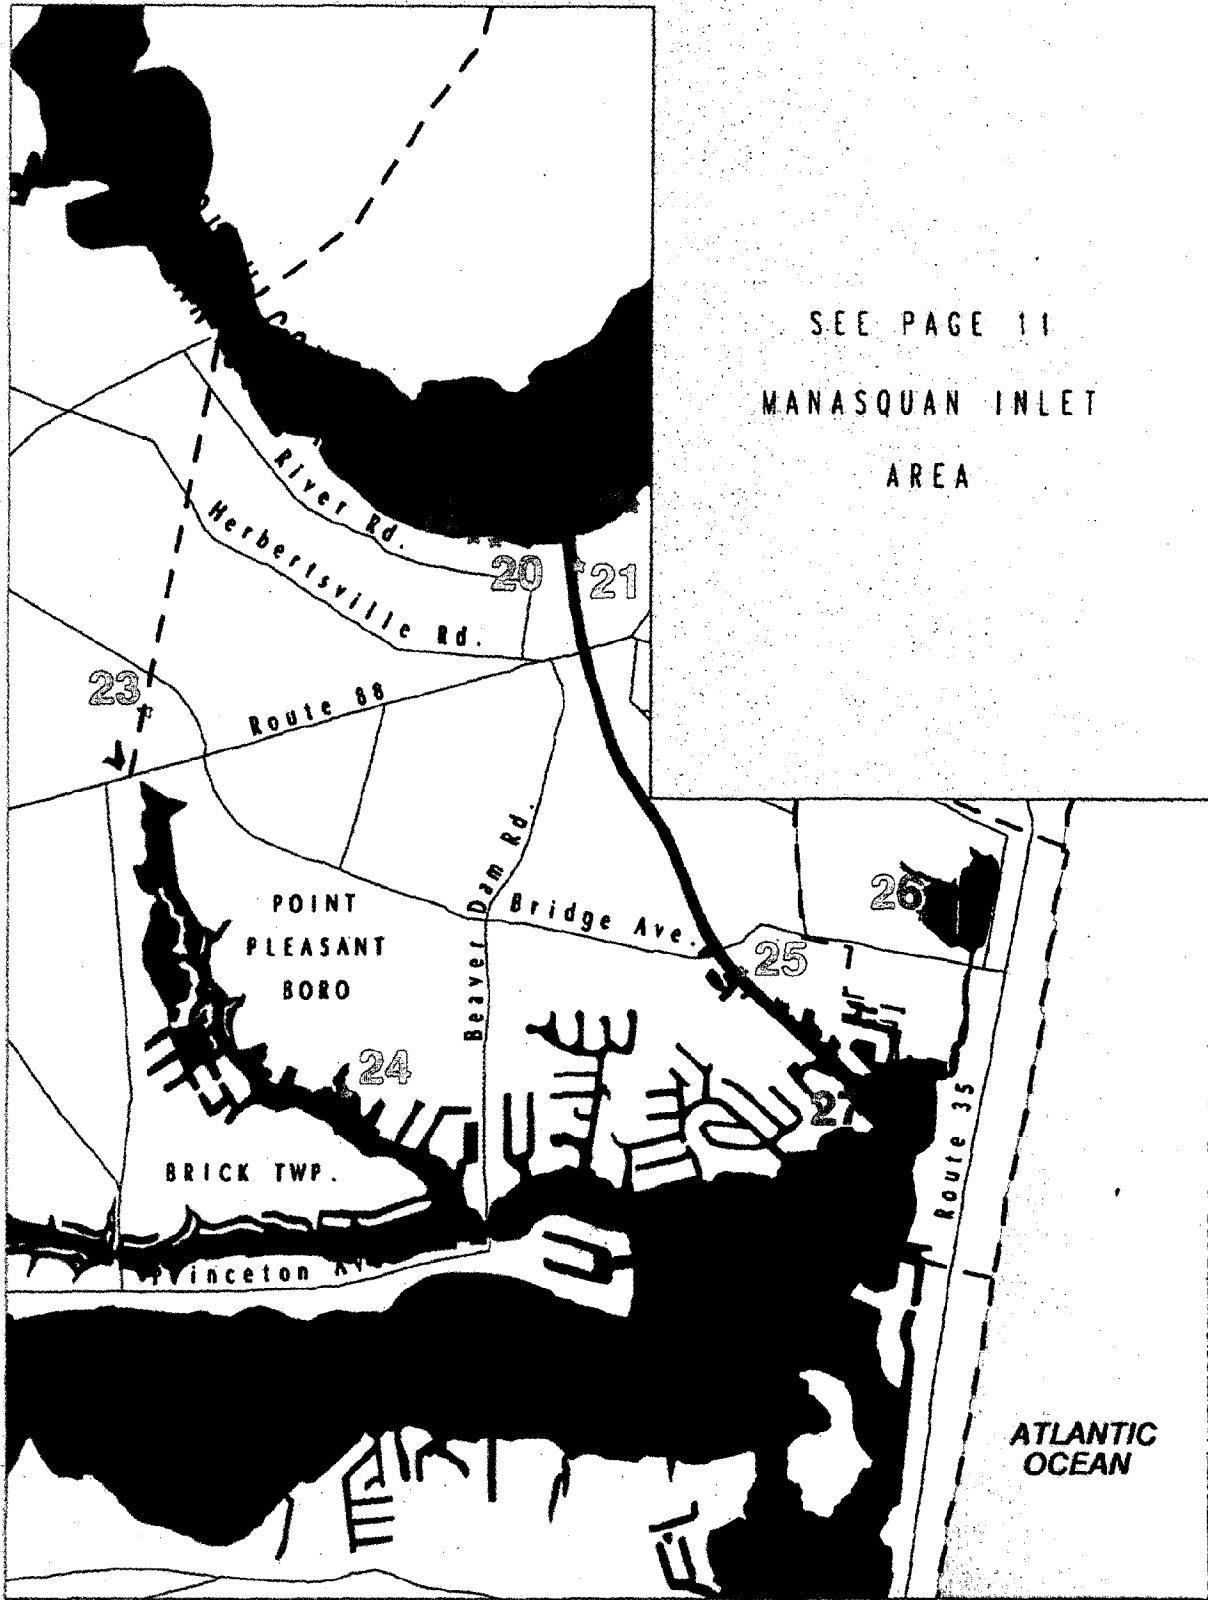 SEE PAGE 11
MANASQUAN INLET
AREA
River Rd.
Herbertsville Rd.
20
21
23
Route 88
Beaver Dam Rd.
Bridge Ave.
26
25
POINT
PLEASANT
BORO
24
27
Route 35
BRICK TWP.
ATLANTIC
OCEAN